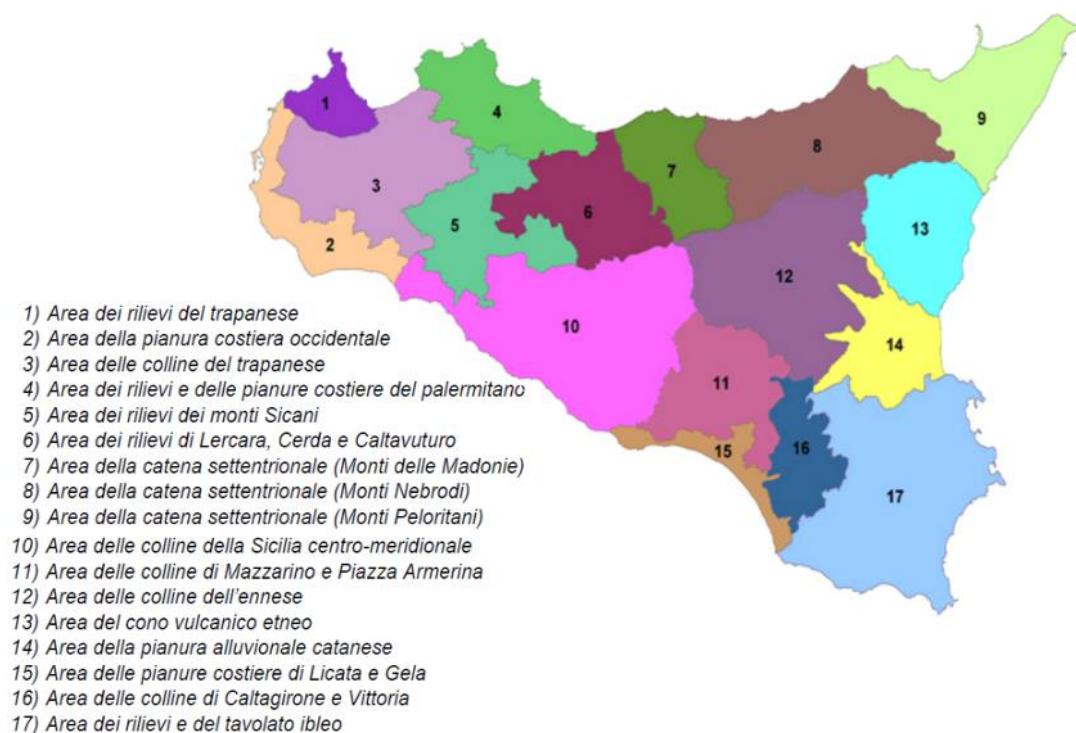 1
4
9
8
7
3
6
5
13
2
12
10
14
11
15
16
17
1) Area dei rilievi del trapanese
2) Area della pianura costiera occidentale
3) Area delle colline del trapanese
4) Area dei rilievi e delle pianure costiere del palermitano
5) Area dei rilievi dei monti Sicani
6) Area dei rilievi di Lercara, Cerda e Caltavuturo
7) Area della catena settentrionale (Monti delle Madonie)
8) Area della catena settentrionale (Monti Nebrodi)
9) Area della catena settentrionale (Monti Peloritani)
10) Area delle colline della Sicilia centro-meridionale
11) Area delle colline di Mazzarino e Piazza Armerina
12) Area delle colline dell'ennese
13) Area del cono vulcanico etneo
14) Area della pianura alluvionale catanese
15) Area delle pianure costiere di Licata e Gela
16) Area delle colline di Caltagirone e Vittoria
17) Area dei rilievi e del tavolato ibleo